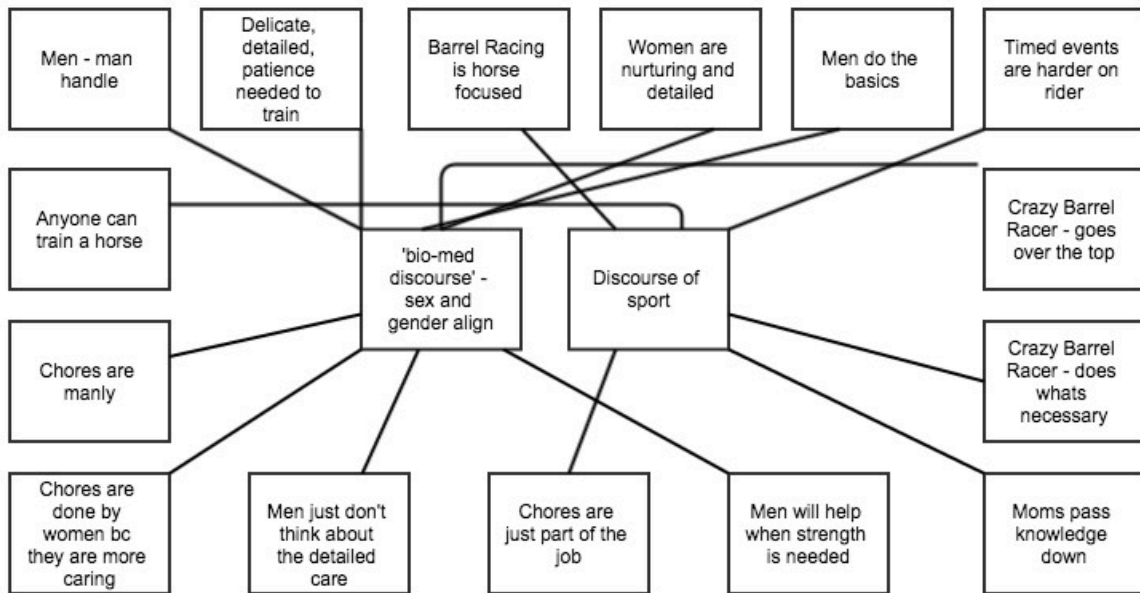 Men - man
handle
Delicate,
detailed,
patience
needed to
train
Barrel Racing
is horse
focused
Women are
nurturing and
detailed
Men do the
basics
Timed events
are harder on
rider
Anyone can
train a horse
'bio-med
discourse' -
sex and
gender align
Discourse of
sport
Crazy Barrel
Racer - goes
over the top
Chores are
manly
Crazy Barrel
Racer - does
whats
necessary
Chores are
done by
women bc
they are more
caring
Men just don't
think about
the detailed
care
Chores are
just part of the
job
Men will help
when strength
is needed
Moms pass
knowledge
down